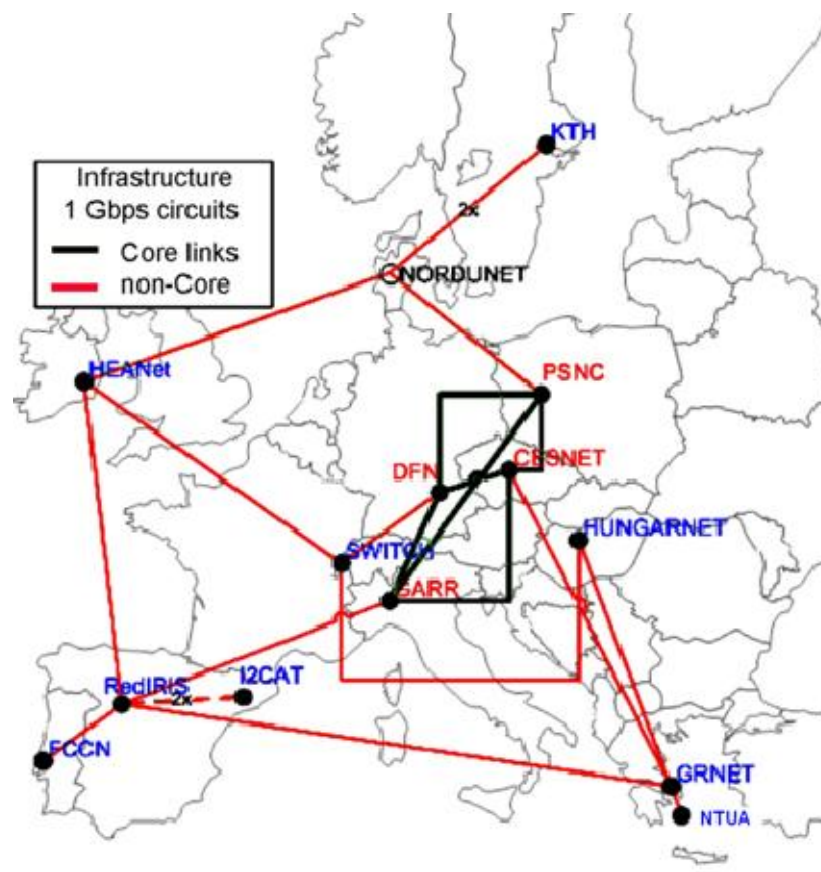 KTH
Infrastructure
1 Gbps circuits
Core links
non-Core
2x
NORDUNET
HEANet
PSNC
DFN
CESNET
HUNGARNET
SWITCH
GARR
I2CAT
RedIRIS
2x
FCCN
GRNET
NTUA